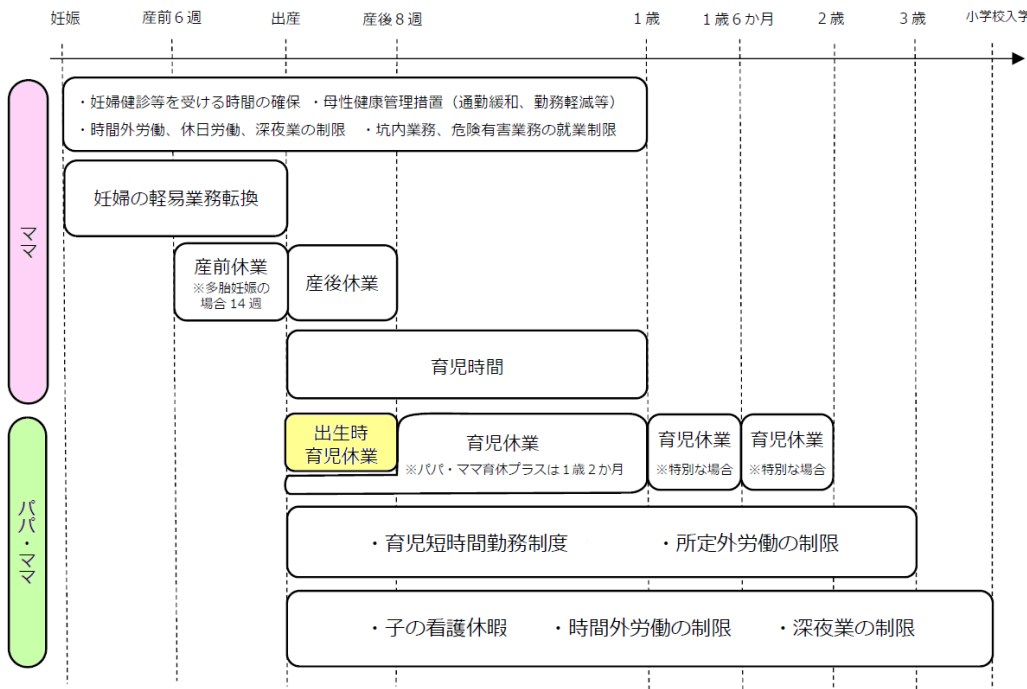 妊娠 産前6週 出産 産後8週 1歳 1歳6か月 2歳 3歳 小学校入学
ママ
・妊婦健診等を受ける時間の確保 ・母性健康管理措置（通勤緩和、勤務軽減等）
・時間外労働、休日労働、深夜業の制限 ・坑内業務、危険有害業務の就業制限
妊婦の軽易業務転換
産前休業
※多胎妊娠の
場合14週
産後休業
育児時間
パパ・ママ
出生時
育児休業
育児休業
※パパ・ママ育休プラスは1歳2か月
育児休業
※特別な場合
育児休業
※特別な場合
・育児短時間勤務制度 ・所定外労働の制限
・子の看護休暇 ・時間外労働の制限 ・深夜業の制限